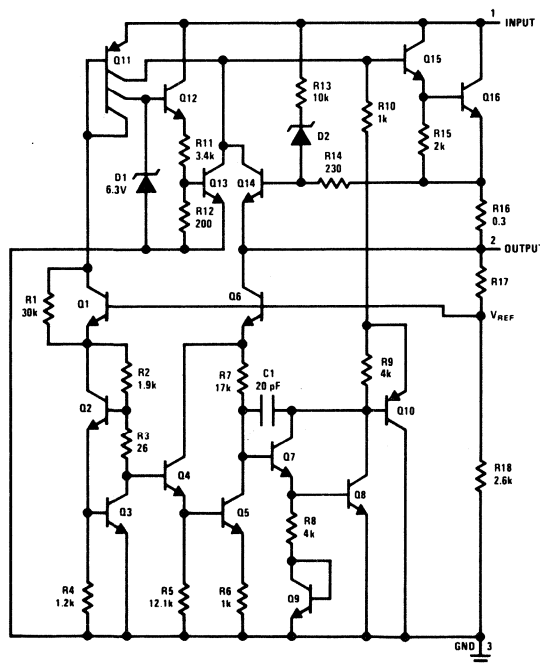 1
INPUT
Q11
Q15
Q12
R13
10k
R10
1k
Q16
R11
3.4k
D2
R15
2k
D1
6.3V
Q13
Q14
R14
230
R12
200
R16
0.3
2
OUTPUT
R1
30k
Q1
Q6
R17
VREF
R2
1.9k
R7
17k
C1
20 pF
R9
4k
Q2
Q10
R3
26
Q4
Q7
R18
2.6k
Q3
Q5
Q8
R8
4k
R4
1.2k
R5
12.1k
R6
1k
Q9
GND
3